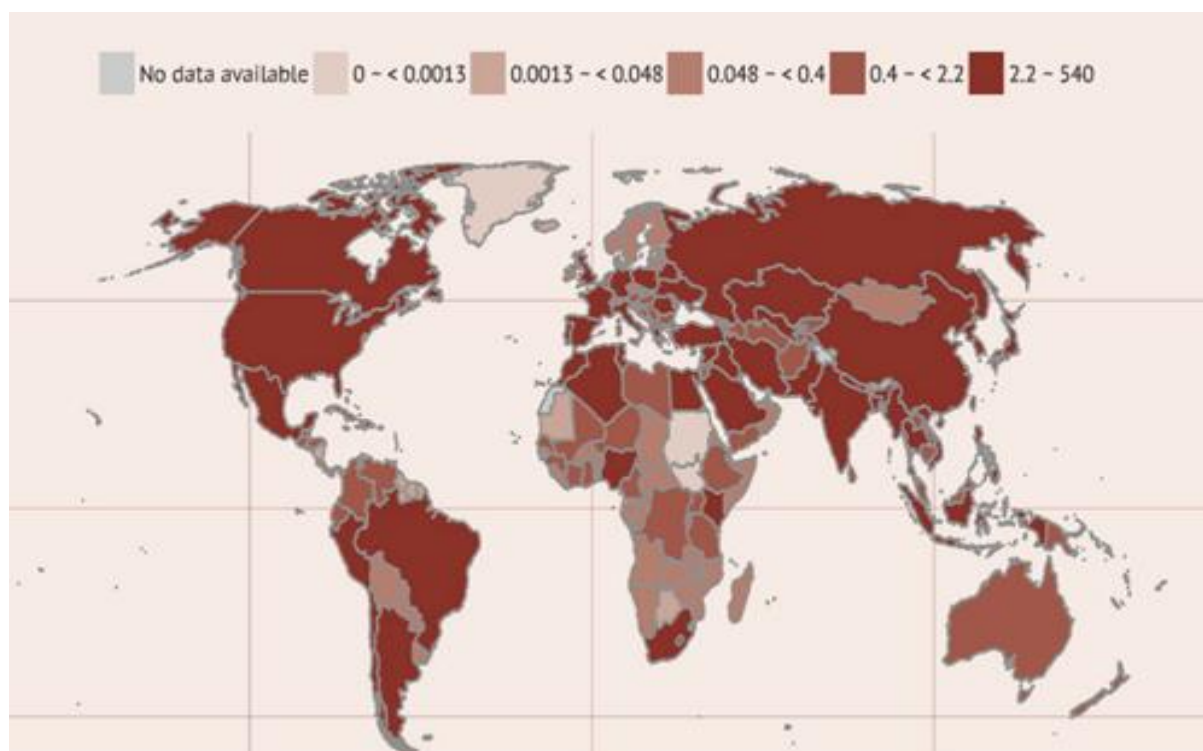 No data available 0 – < 0.0013 0.0013 – < 0.048 0.048 – < 0.4 0.4 – < 2.2 2.2 – 540